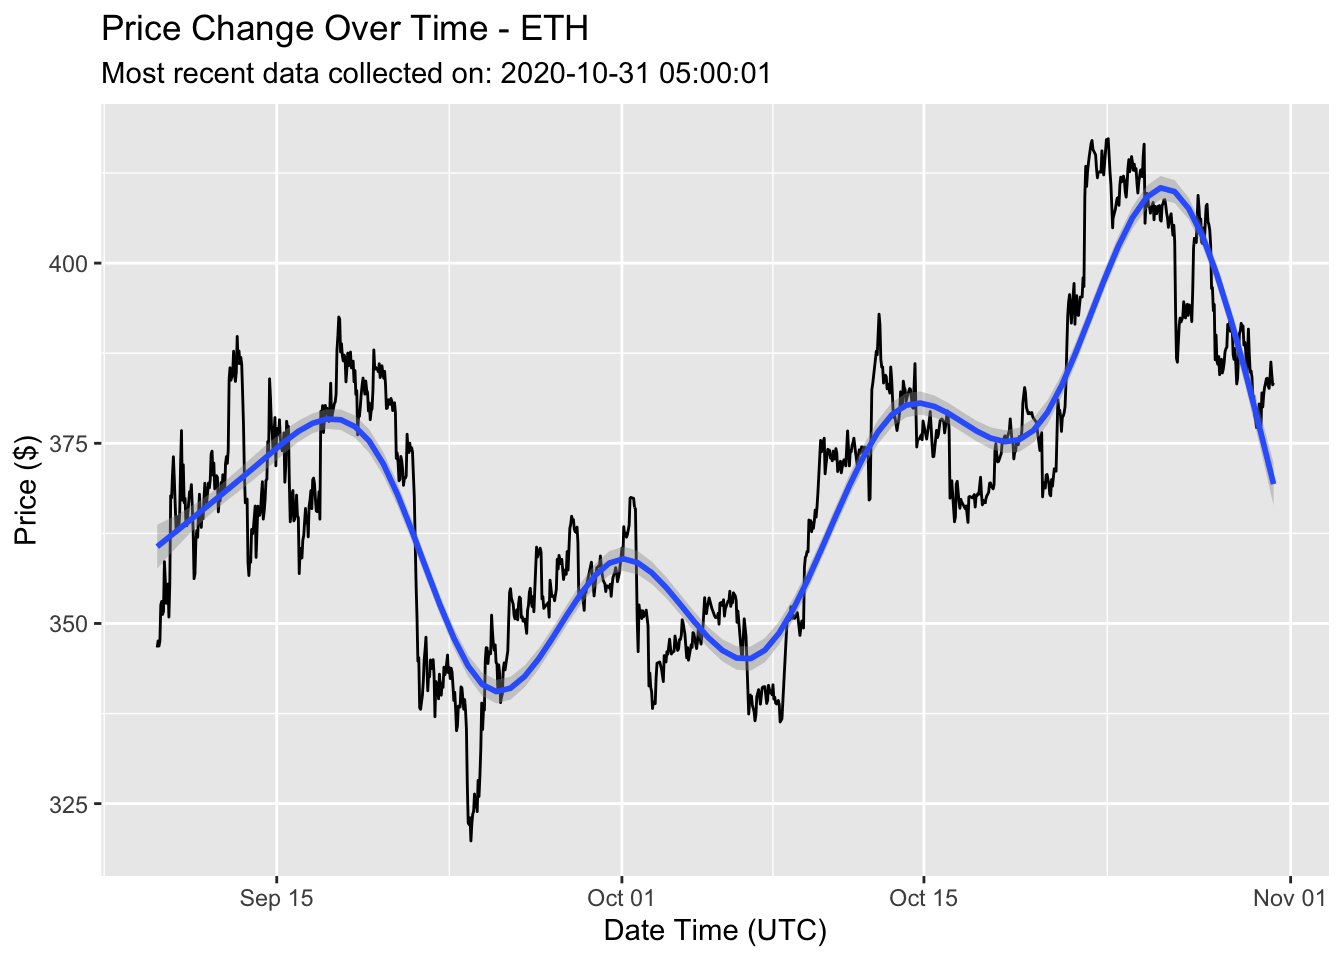 Price Change Over Time - ETH
Most recent data collected on: 2020-10-31 05:00:01
Price ($)
400
375
350
325
Sep 15
Oct 01
Oct 15
Nov 01
Date Time (UTC)